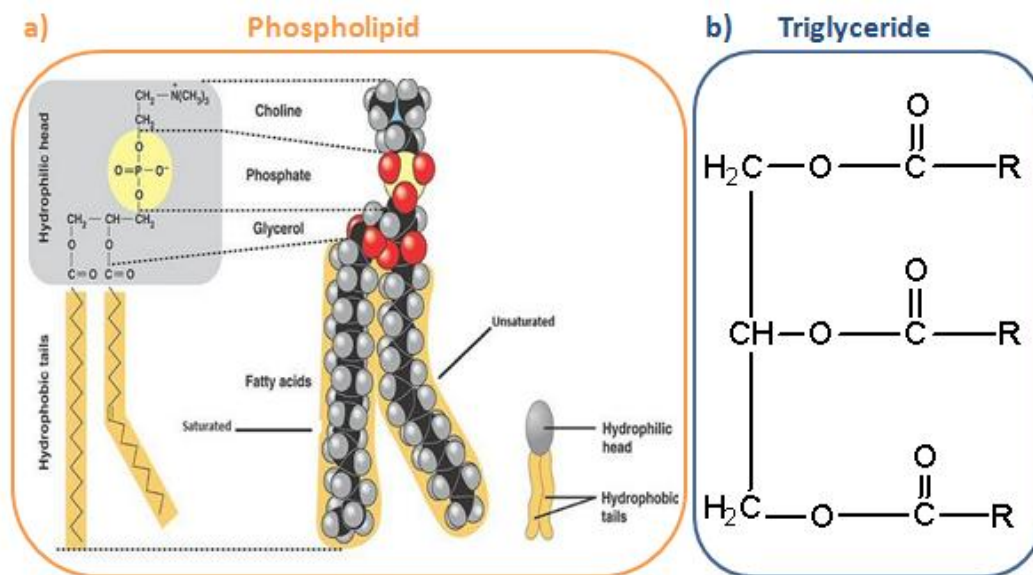 a) Phospholipid
b) Triglyceride
Hydrophilic head
CH₂—N⁺(CH₃)₃
CH₂
O
O=P—O⁻
O
CH₂—CH—CH₂
O O
C=O C=O
Hydrophobic tails
Choline
Phosphate
Glycerol
Fatty acids
Saturated
Unsaturated
Hydrophilic
head
Hydrophobic
tails
O
H₂C—O—C—R
O
CH—O—C—R
O
H₂C—O—C—R